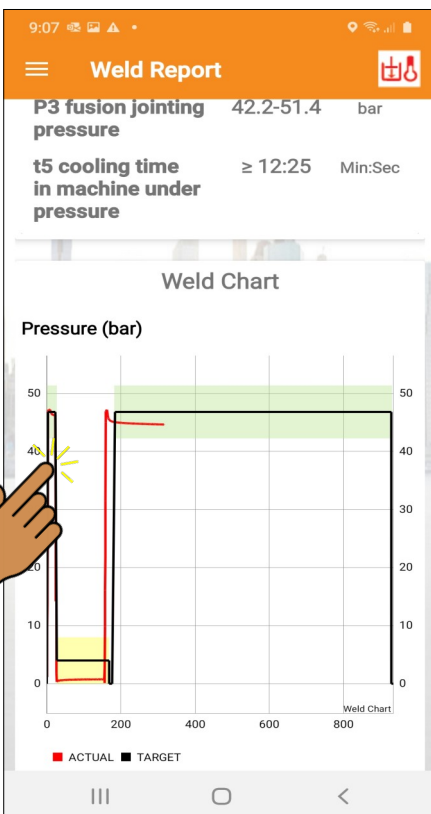 9:07
Weld Report
P3 fusion jointing pressure 42.2-51.4 bar
t5 cooling time in machine under pressure ≥ 12:25 Min:Sec
Weld Chart
Pressure (bar)
50 50
40 40
30
20 20
10 10
0 0
Weld Chart
0 200 400 600 800
ACTUAL TARGET